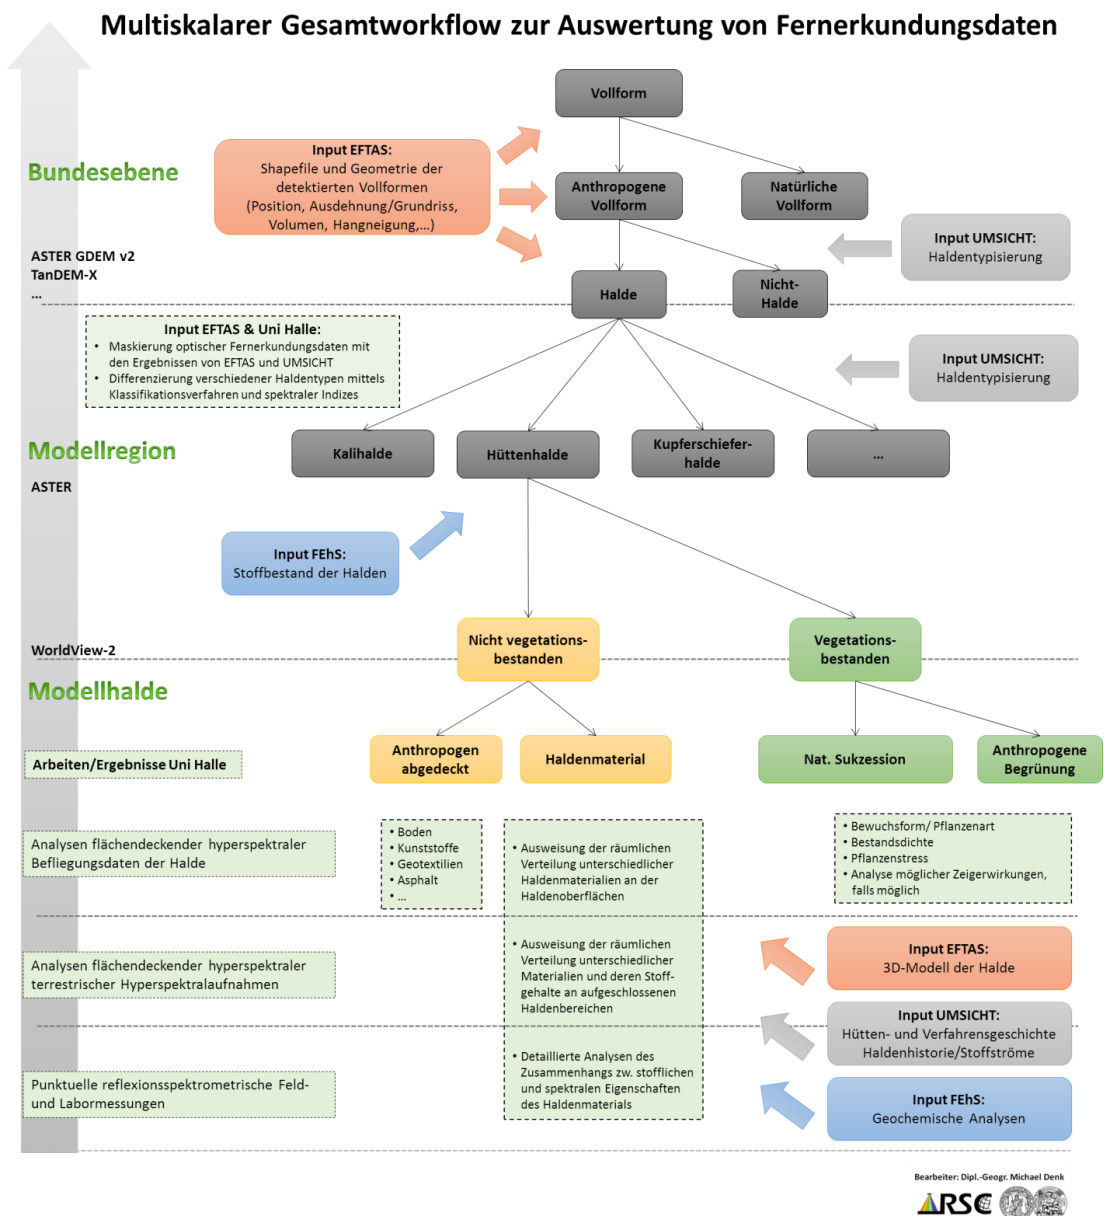 Multiskalarer Gesamtworkflow zur Auswertung von Fernerkundungsdaten
Vollform
Input EFTAS:
Shapefile und Geometrie der
detektierten Vollformen
(Position, Ausdehnung/Grundriss,
Volumen, Hangneigung,...)
Bundesebene
Anthropogene
Vollform
Natürliche
Vollform
Input UMSICHT:
Haldentypisierung
ASTER GDEM v2
TanDEM-X
...
Halde
Nicht-
Halde
Input EFTAS & Uni Halle:
• Maskierung optischer Fernerkundungsdaten mit
den Ergebnissen von EFTAS und UMSICHT
• Differenzierung verschiedener Haldentypen mittels
Klassifikationsverfahren und spektraler Indizes
Input UMSICHT:
Haldentypisierung
Modellregion
Kalihalde
Hüttenhalde
Kupferschiefer-
halde
...
ASTER
Input FEhS:
Stoffbestand der Halden
Nicht vegetations-
bestanden
Vegetations-
bestanden
WorldView-2
Modellhalde
Arbeiten/Ergebnisse Uni Halle
Anthropogen
abgedeckt
Haldenmaterial
Nat. Sukzession
Anthropogene
Begrünung
Analysen flächendeckender hyperspektraler
Befliegungsdaten der Halde
• Boden
• Kunststoffe
• Geotextilien
• Asphalt
• ...
• Ausweisung der räumlichen
Verteilung unterschiedlicher
Haldenmaterialien an der
Haldenoberflächen
• Bewuchsform/ Pflanzenart
• Bestandsdichte
• Pflanzenstress
• Analyse möglicher Zeigerwirkungen,
falls möglich
Analysen flächendeckender hyperspektraler
terrestrischer Hyperspektralaufnahmen
• Ausweisung der räumlichen
Verteilung unterschiedlicher
Materialien und deren Stoff-
gehalte an aufgeschlossenen
Haldenbereichen
Input EFTAS:
3D-Modell der Halde
Input UMSICHT:
Hütten- und Verfahrensgeschichte
Haldenhistorie/Stoffströme
Punktuelle reflexionsspektrometrische Feld-
und Labormessungen
• Detaillierte Analysen des
Zusammenhangs zw. stofflichen
und spektralen Eigenschaften
des Haldenmaterials
Input FEhS:
Geochemische Analysen
Bearbeiter: Dipl.-Geogr. Michael Denk
RSC